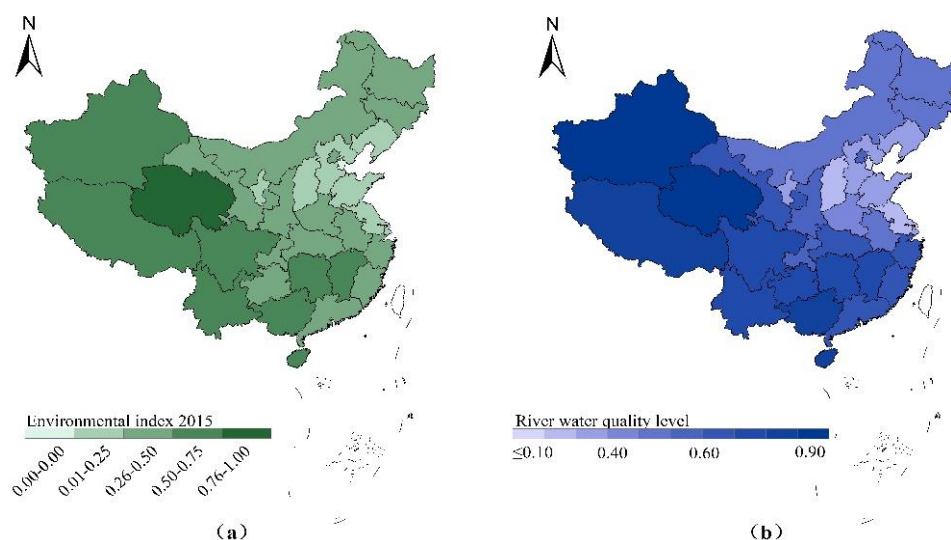 N
N
Environmental index 2015
0.00-0.00
0.01-0.25
0.26-0.50
0.50-0.75
0.76-1.00
River water quality level
≤0.10 0.40 0.60 0.90
(a)
(b)